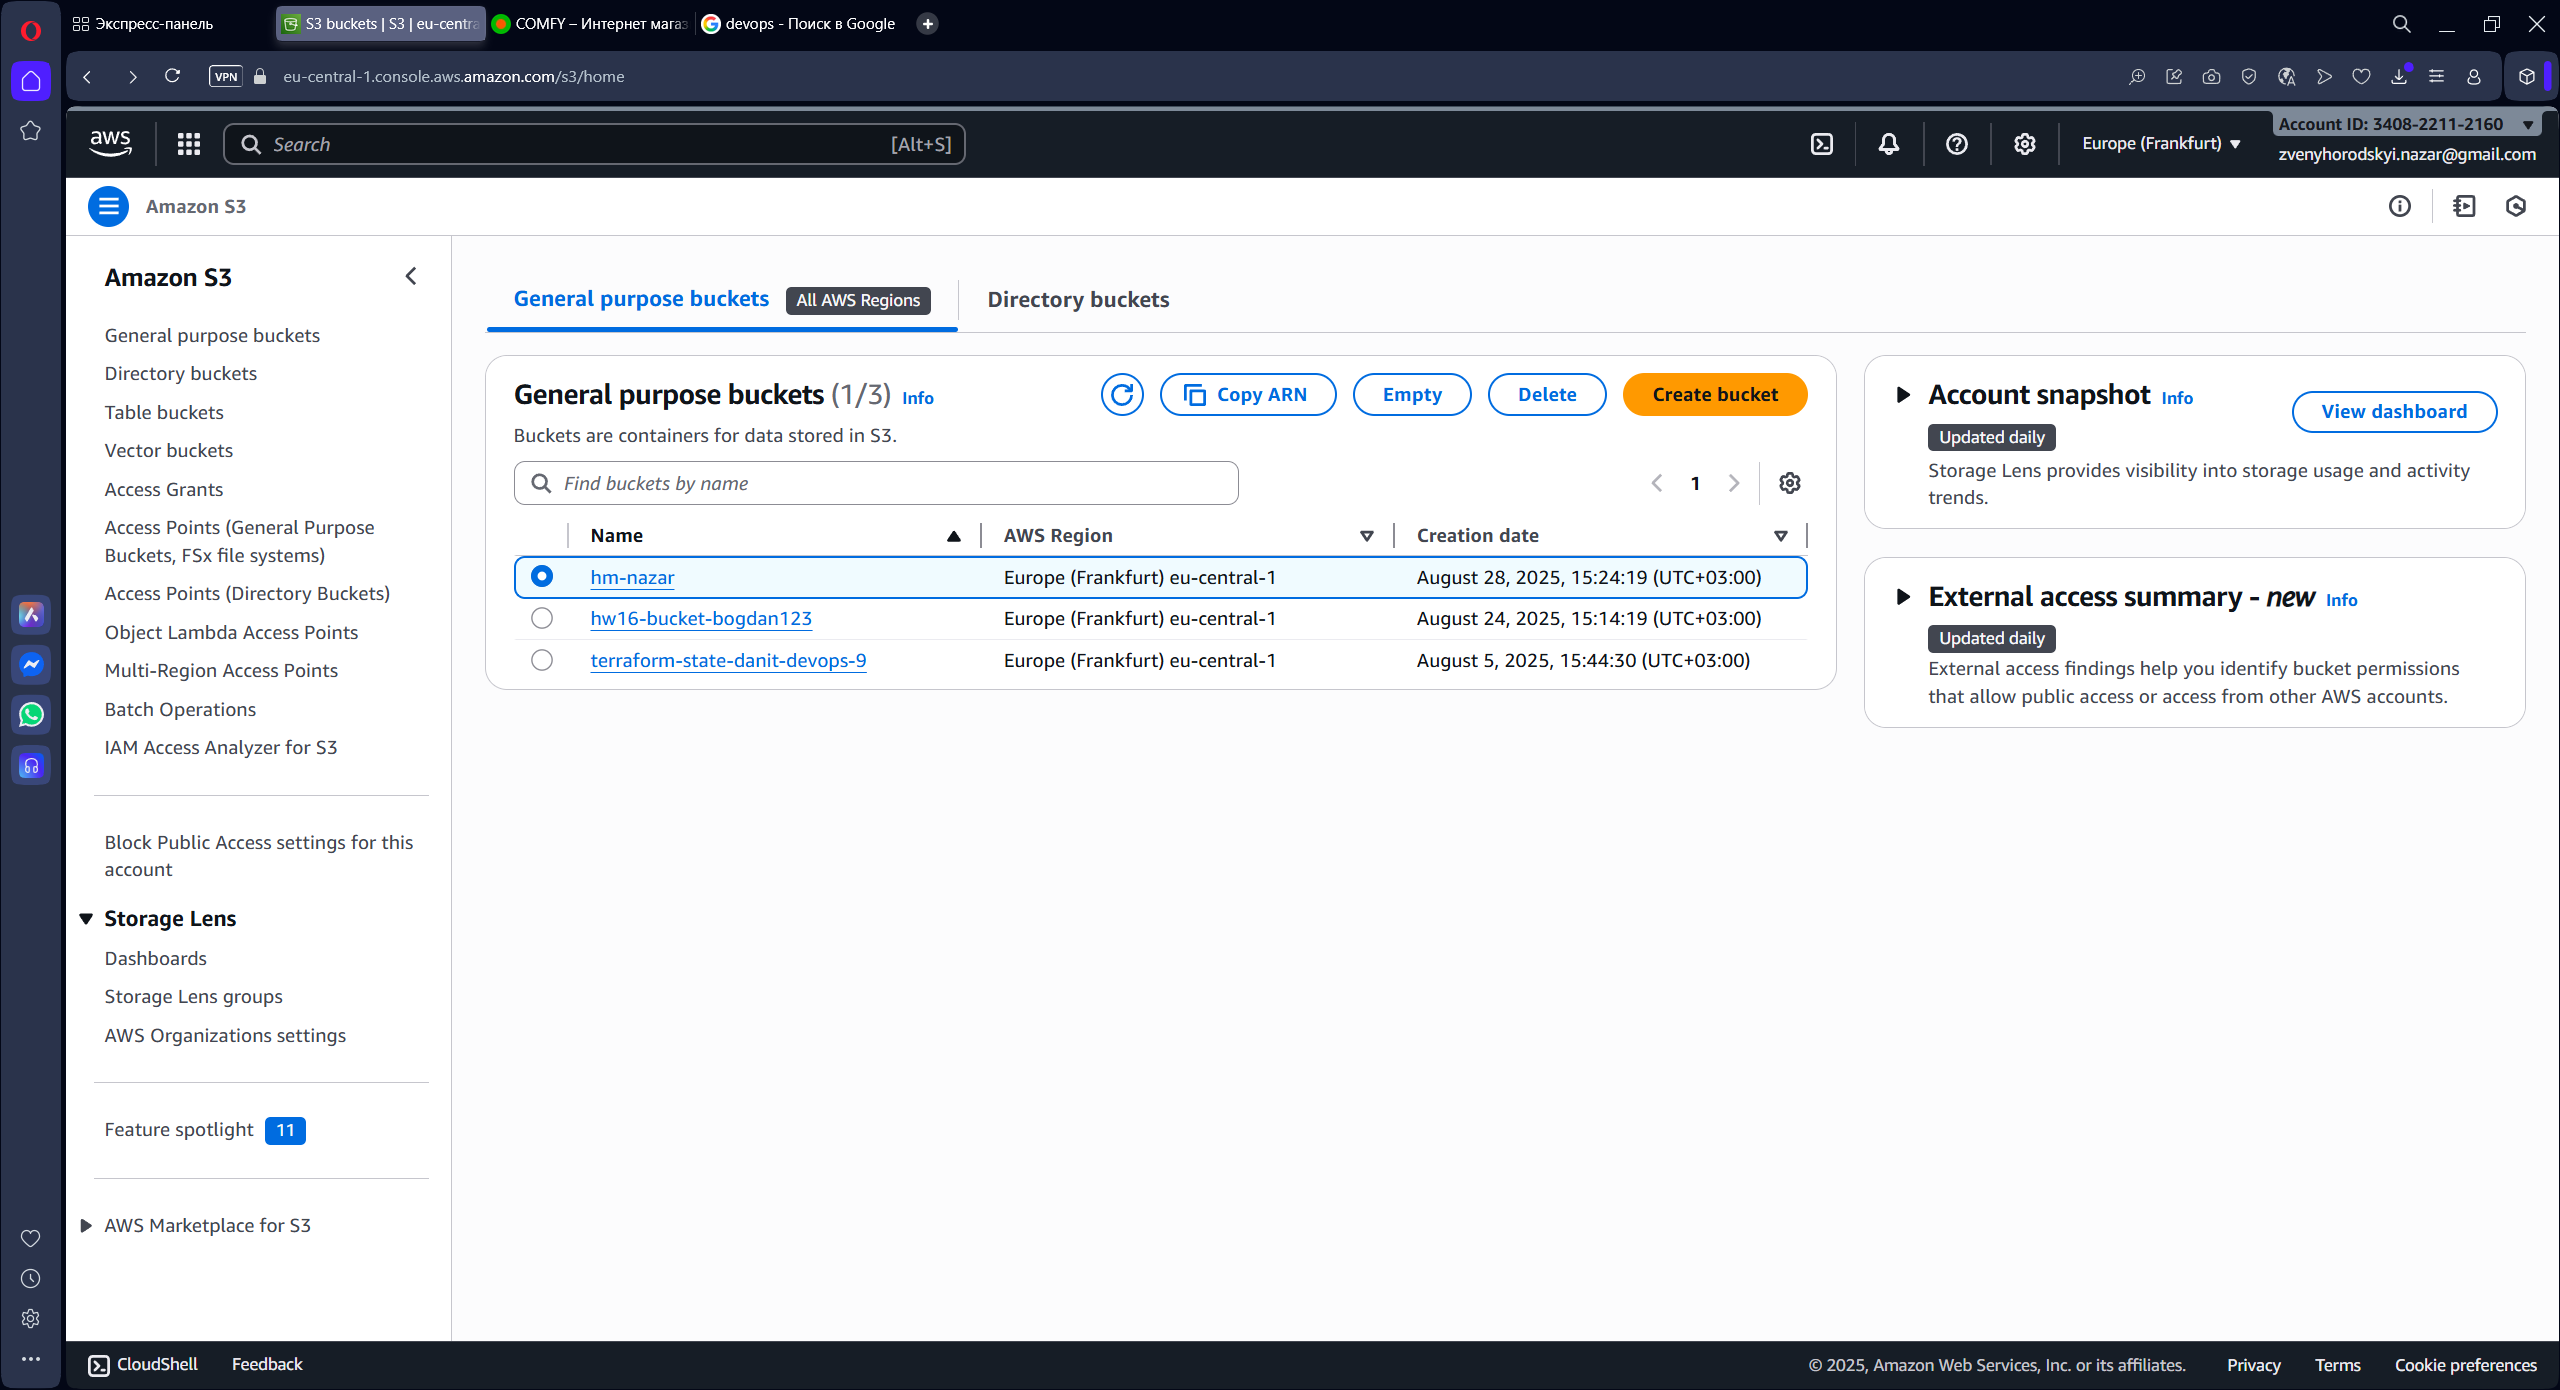 Экспресс-панель
S3 buckets | S3 | eu-centra
COMFY – Интернет мага
devops - Поиск в Google
VPN
eu-central-1.console.aws.amazon.com/s3/home
aws
Search
[Alt+S]
Europe (Frankfurt)
Account ID: 3408-2211-2160
zvenyhorodskyi.nazar@gmail.com
Amazon S3
Amazon S3
General purpose buckets
Directory buckets
Table buckets
Vector buckets
Access Grants
Access Points (General Purpose
Buckets, FSx file systems)
Access Points (Directory Buckets)
Object Lambda Access Points
Multi-Region Access Points
Batch Operations
IAM Access Analyzer for S3
Block Public Access settings for this
account
Storage Lens
Dashboards
Storage Lens groups
AWS Organizations settings
Feature spotlight 11
AWS Marketplace for S3
General purpose buckets All AWS Regions
Directory buckets
General purpose buckets (1/3) Info
Copy ARN
Empty
Delete
Create bucket
Buckets are containers for data stored in S3.
Find buckets by name
1
Name AWS Region Creation date
hm-nazar Europe (Frankfurt) eu-central-1 August 28, 2025, 15:24:19 (UTC+03:00)
hw16-bucket-bogdan123 Europe (Frankfurt) eu-central-1 August 24, 2025, 15:14:19 (UTC+03:00)
terraform-state-danit-devops-9 Europe (Frankfurt) eu-central-1 August 5, 2025, 15:44:30 (UTC+03:00)
Account snapshot Info
View dashboard
Updated daily
Storage Lens provides visibility into storage usage and activity
trends.
External access summary - new Info
Updated daily
External access findings help you identify bucket permissions
that allow public access or access from other AWS accounts.
CloudShell
Feedback
© 2025, Amazon Web Services, Inc. or its affiliates.
Privacy
Terms
Cookie preferences